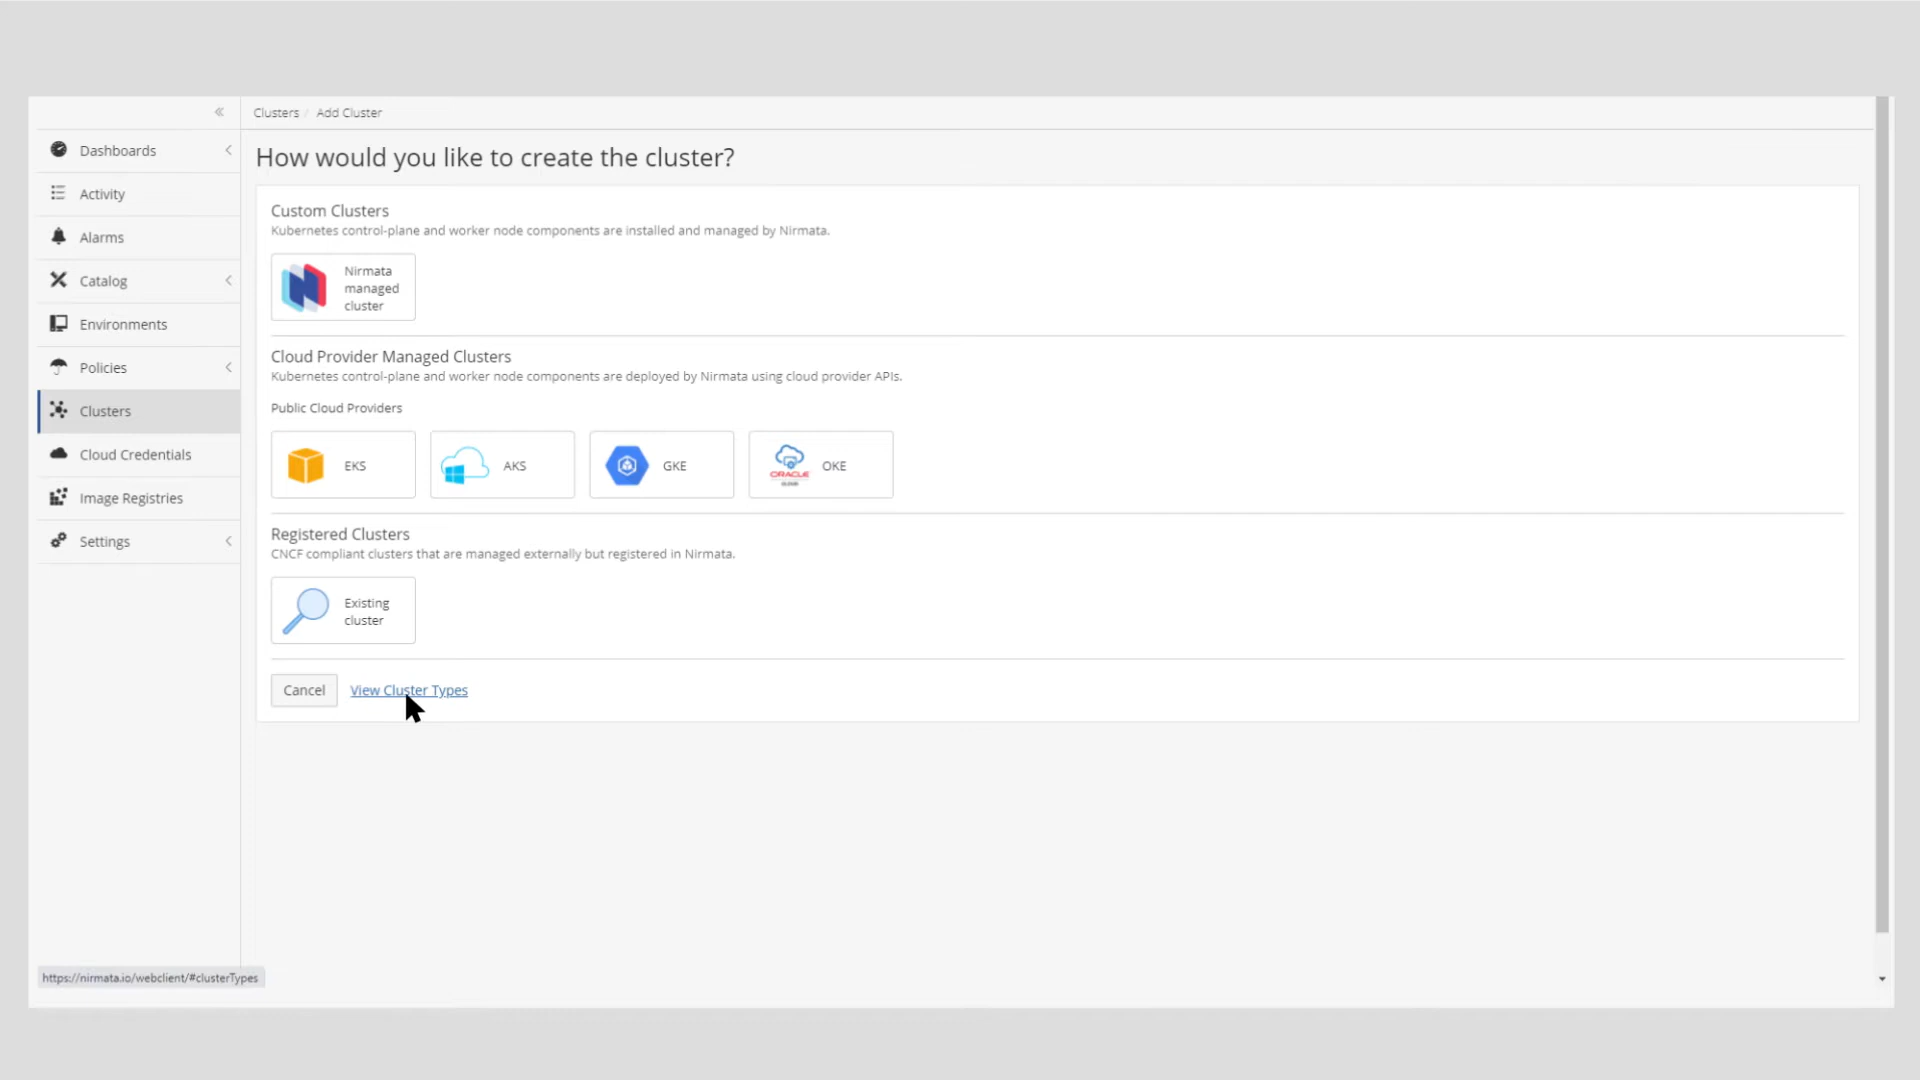 «
Clusters / Add Cluster
Dashboards
Activity
Alarms
Catalog
Environments
Policies
Clusters
Cloud Credentials
Image Registries
Settings
How would you like to create the cluster?
Custom Clusters
Kubernetes control-plane and worker node components are installed and managed by Nirmata.
Nirmata
managed
cluster
Cloud Provider Managed Clusters
Kubernetes control-plane and worker node components are deployed by Nirmata using cloud provider APIs.
Public Cloud Providers
EKS
AKS
GKE
ORACLE
CLOUD
OKE
Registered Clusters
CNCF compliant clusters that are managed externally but registered in Nirmata.
Existing
cluster
Cancel
View Cluster Types
https://nirmata.io/webclient/#clusterTypes